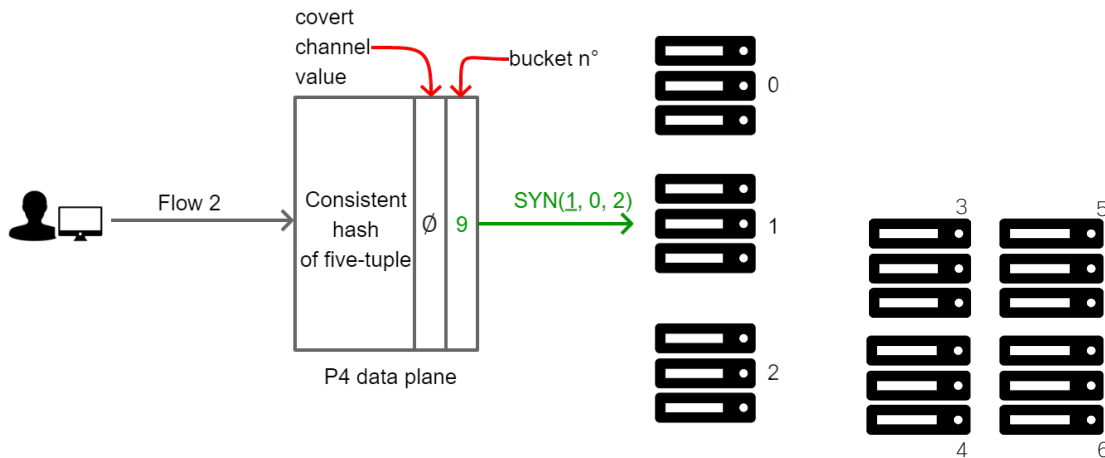 covert
channel
value
bucket n°
0
Flow 2
Consistent
hash
of five-tuple
Ø
9
SYN(1, 0, 2)
1
3
5
P4 data plane
2
4
6